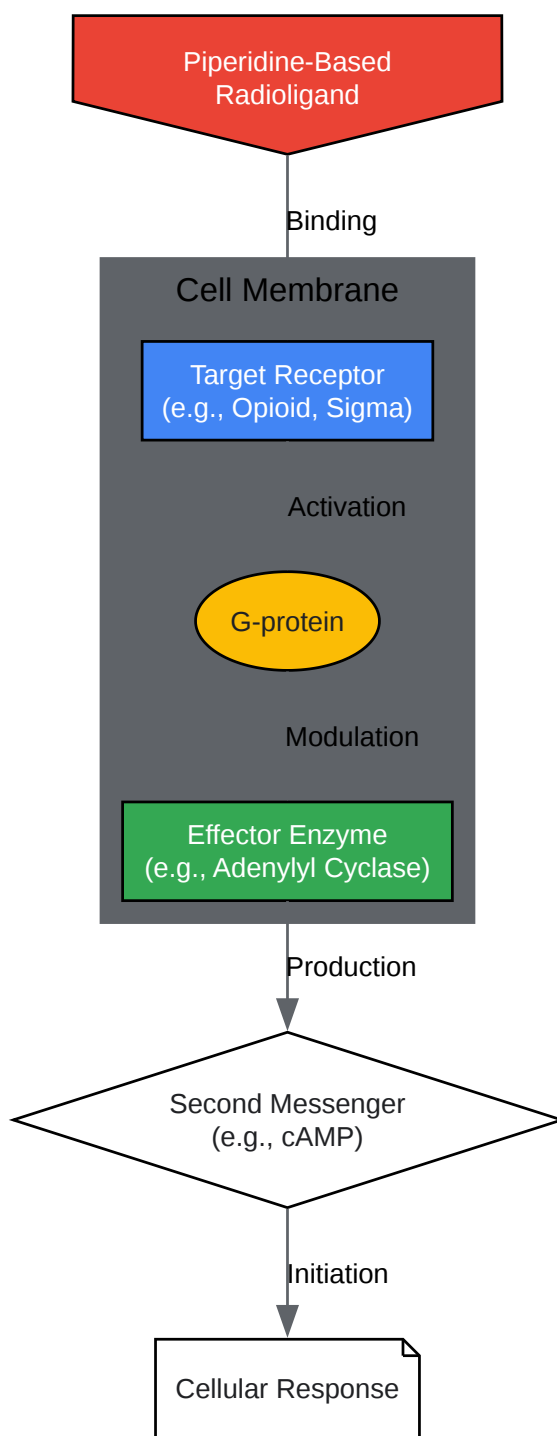 Piperidine-Based
Radioligand
Binding
Cell Membrane
Target Receptor
(e.g., Opioid, Sigma)
Activation
G-protein
Modulation
Effector Enzyme
(e.g., Adenylyl Cyclase)
Production
Second Messenger
(e.g., cAMP)
Initiation
Cellular Response